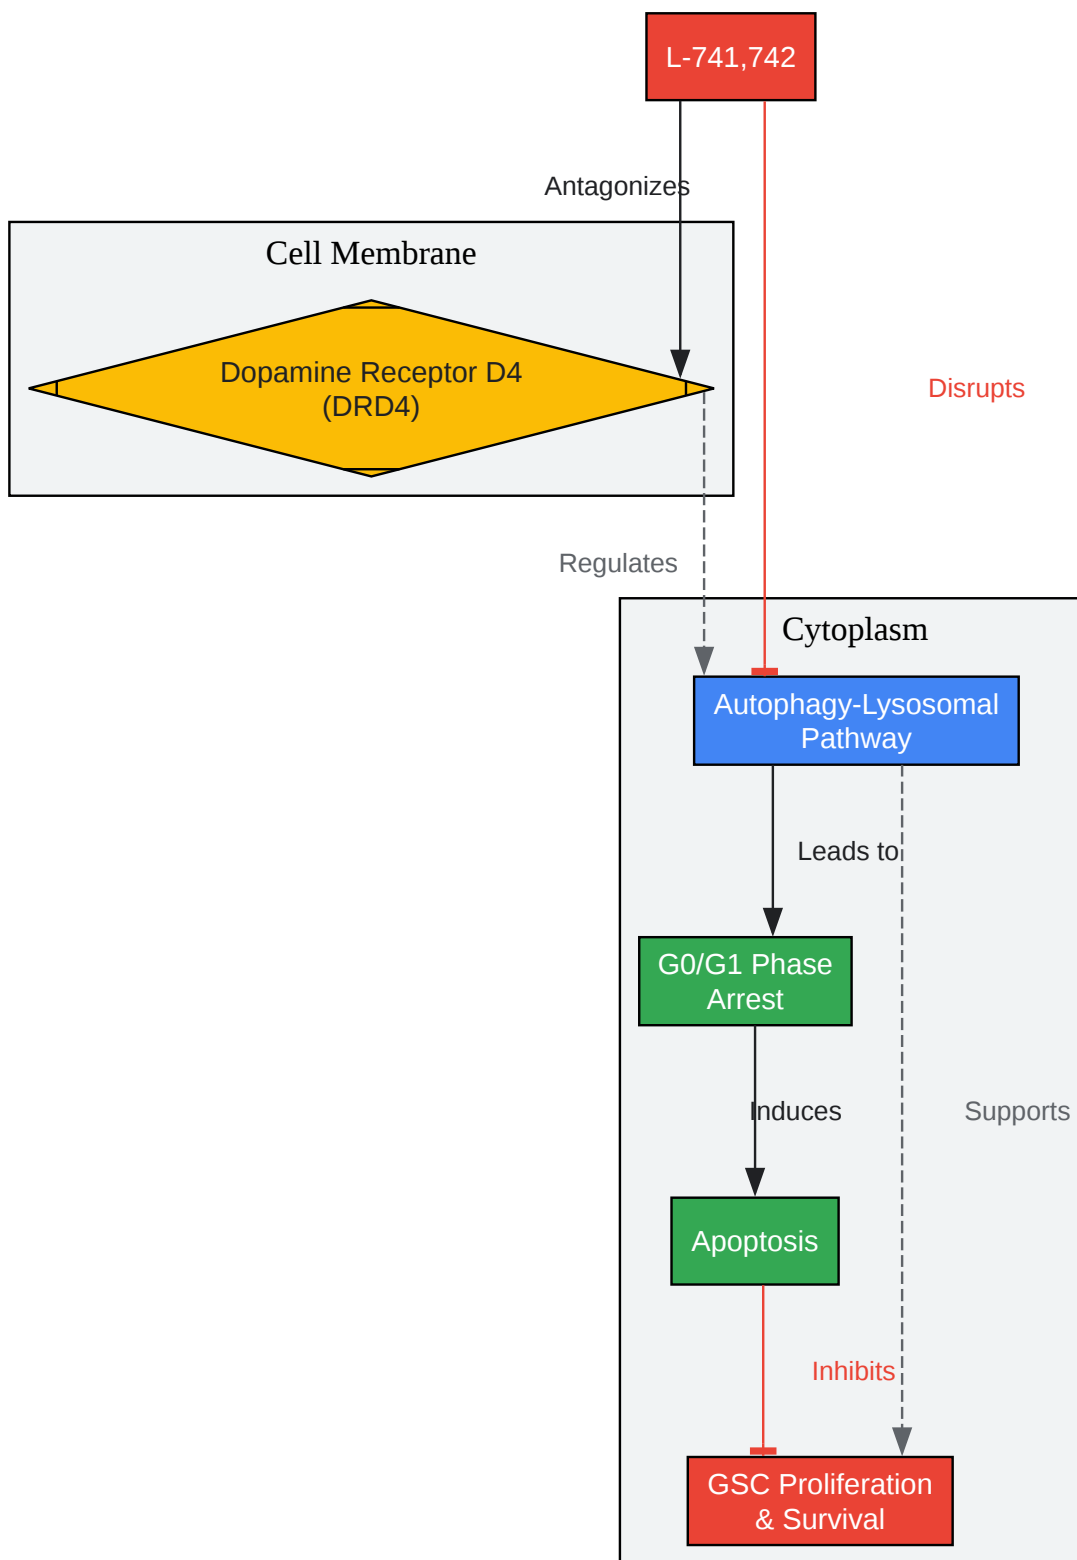 L-741,742
Antagonizes
Cell Membrane
Dopamine Receptor D4
(DRD4)
Disrupts
Regulates
Cytoplasm
Autophagy-Lysosomal
Pathway
Leads to
G0/G1 Phase
Arrest
Induces
Supports
Apoptosis
Inhibits
GSC Proliferation
& Survival